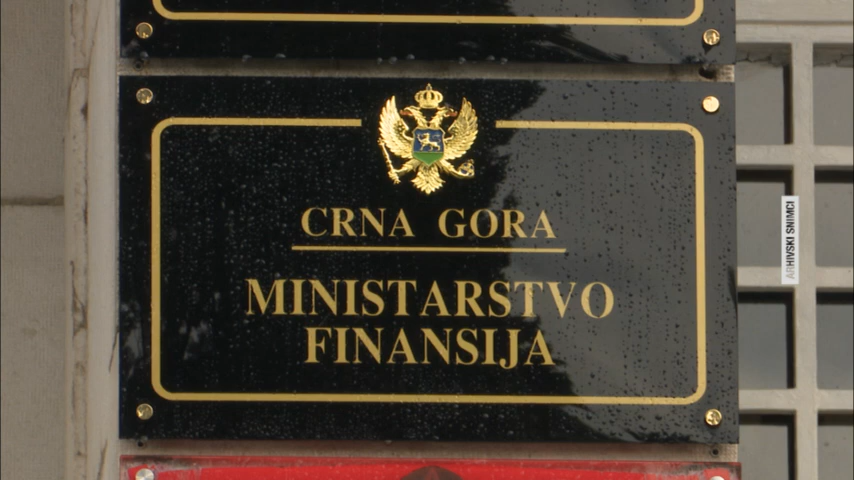 CRNA GORA
MINISTARSTVO
FINANSIJA
ARHIVSKI SNIMCI